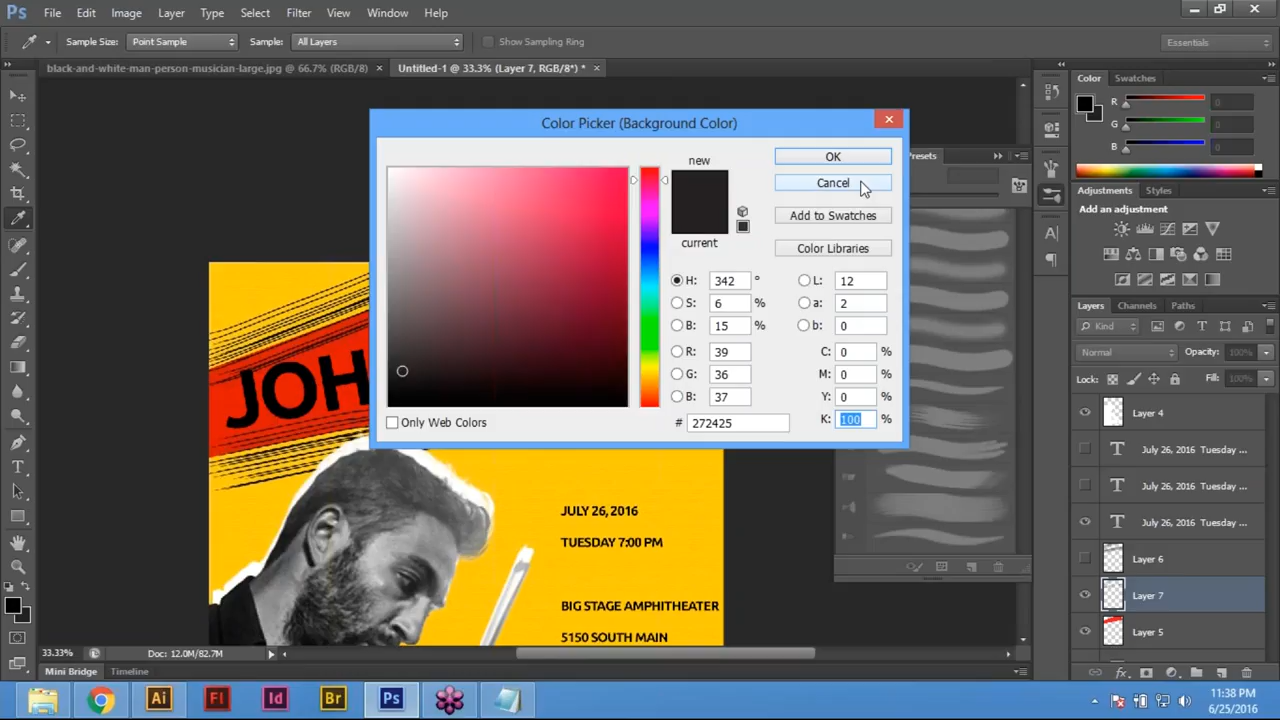 Ps File Edit Image Layer Type Select Filter View Window Help
Sample Size: Point Sample Sample: All Layers Show Sampling Ring Essentials
black-and-white-man-person-musician-large.jpg @ 66.7% (RGB/8) × Untitled-1 @ 33.3% (Layer 7, RGB/8*) * ×
Color Swatches
R 0
G 0
B 0
Color Picker (Background Color)
new
current
OK
Cancel
Add to Swatches
Color Libraries
H: 342 °
S: 6 %
B: 15 %
R: 39
G: 36
B: 37
L: 12
a: 2
b: 0
C: 0 %
M: 0 %
Y: 0 %
K: 100 %
# 272425
Only Web Colors
Presets
Adjustments Styles
Add an adjustment
Layers Channels Paths
Kind
Normal Opacity: 100%
Lock: Fill: 100%
Layer 4
T July 26, 2016 Tuesday ...
T July 26, 2016 Tuesday ...
T July 26, 2016 Tuesday ...
Layer 6
Layer 7
Layer 5
JOH
JULY 26, 2016
TUESDAY 7:00 PM
BIG STAGE AMPHITHEATER
5150 SOUTH MAIN
33.33% Doc: 12.0M/82.7M
Mini Bridge Timeline
Ai Fl Id Br Ps
11:38 PM
6/25/2016